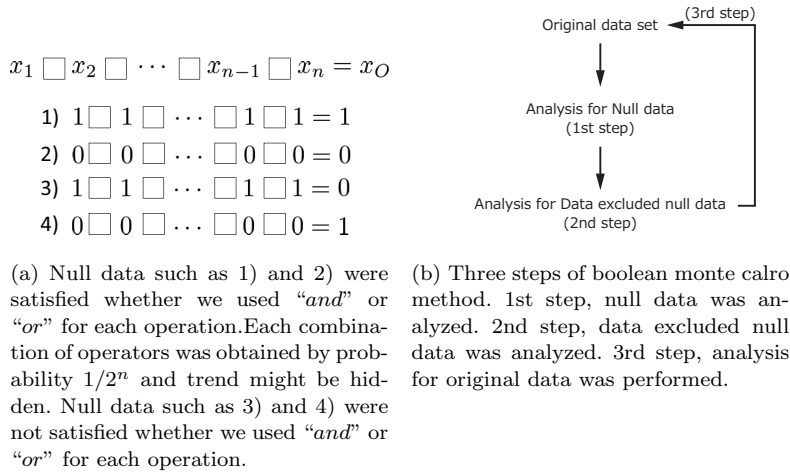 x₁ □ x₂ □ ⋯ □ xₙ₋₁ □ xₙ = x_O
1) 1□ 1 □ ⋯ □ 1 □ 1 = 1
2) 0□ 0 □ ⋯ □ 0 □ 0 = 0
3) 1□ 1 □ ⋯ □ 1 □ 1 = 0
4) 0□ 0 □ ⋯ □ 0 □ 0 = 1
(a) Null data such as 1) and 2) were
satisfied whether we used “and” or
“or” for each operation.Each combina-
tion of operators was obtained by prob-
ability 1/2ⁿ and trend might be hid-
den. Null data such as 3) and 4) were
not satisfied whether we used “and” or
“or” for each operation.
(3rd step)
Original data set
Analysis for Null data
(1st step)
Analysis for Data excluded null data
(2nd step)
(b) Three steps of boolean monte calro
method. 1st step, null data was an-
alyzed. 2nd step, data excluded null
data was analyzed. 3rd step, analysis
for original data was performed.